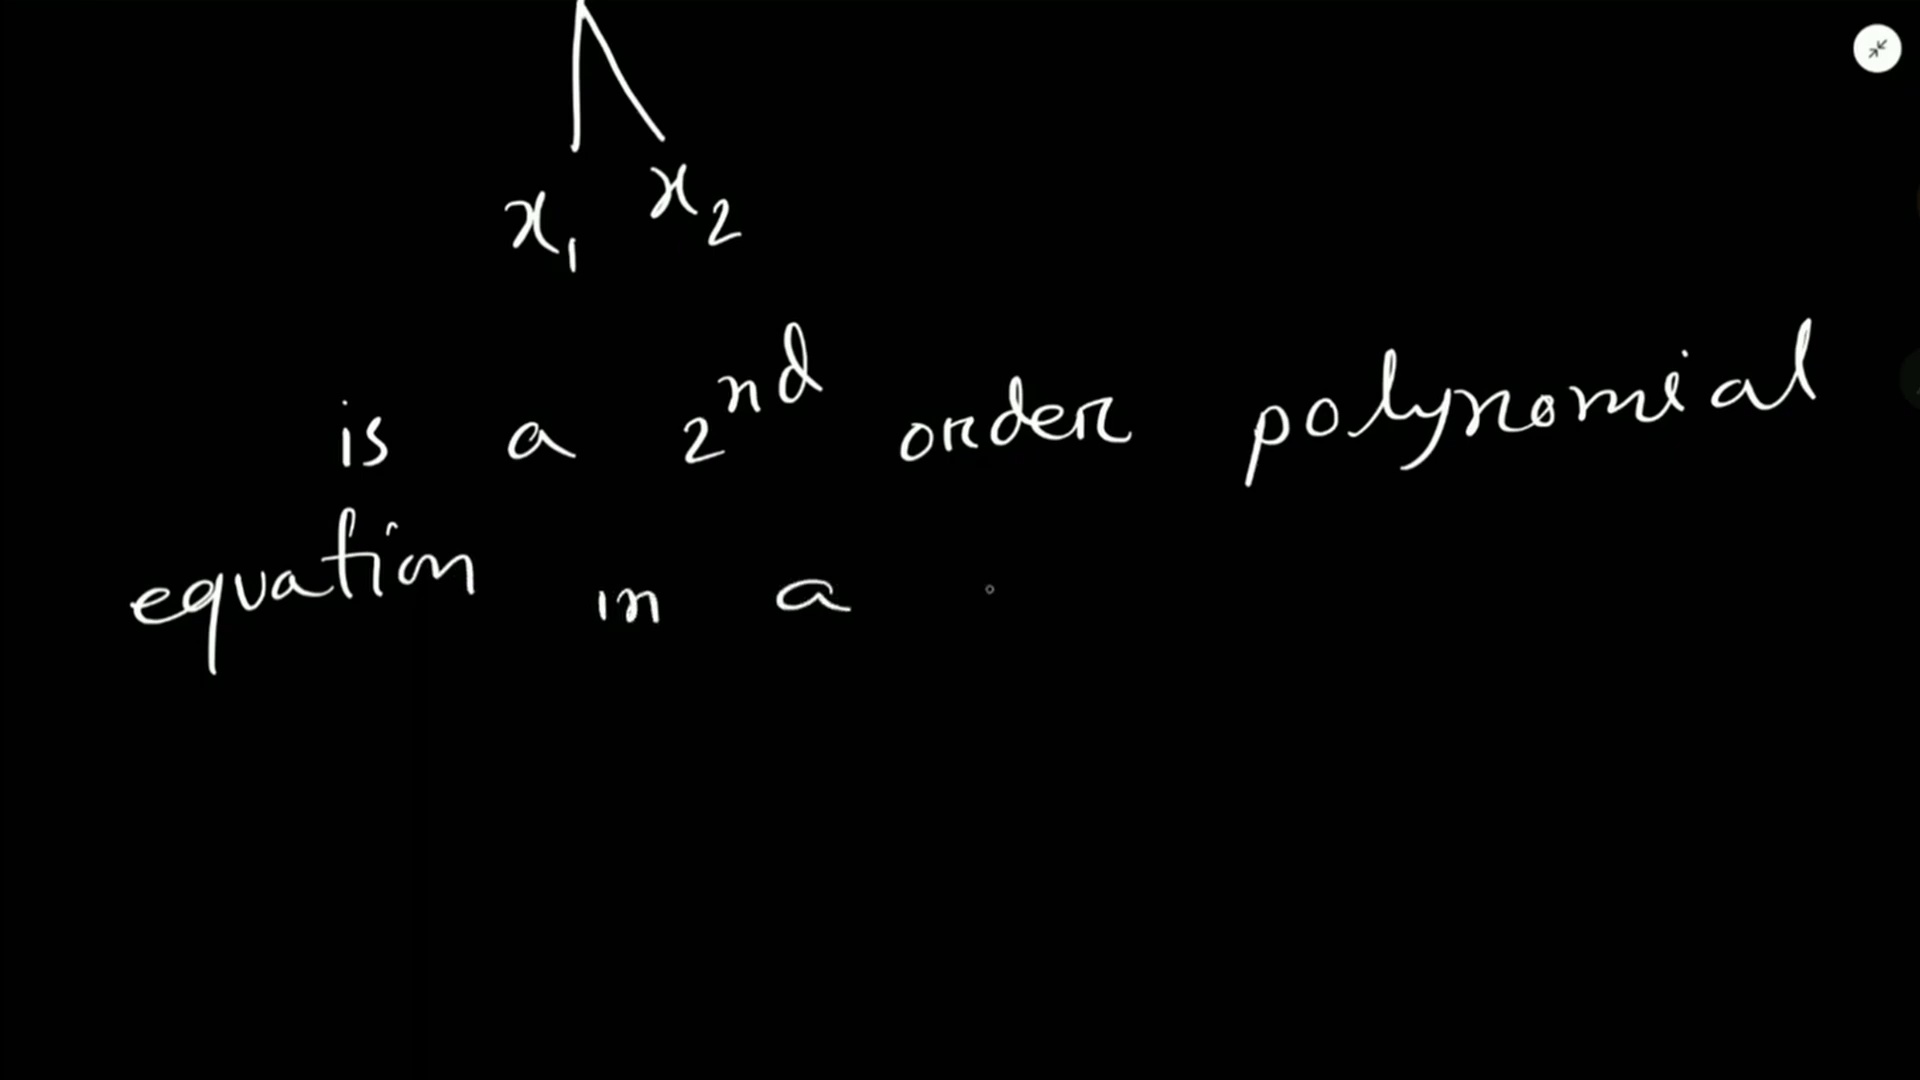 x₁ x₂
is a 2ⁿᵈ order polynomial
equation in a